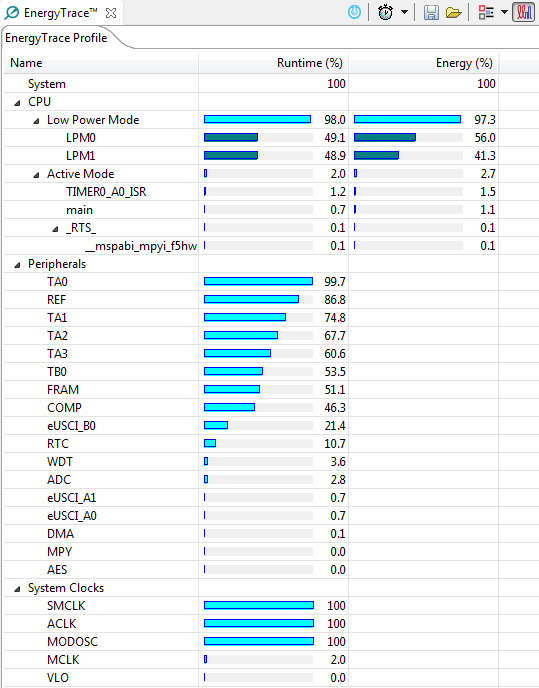 EnergyTrace™
EnergyTrace Profile
Name Runtime (%) Energy (%)
System 100 100
CPU
Low Power Mode 98.0 97.3
LPM0 49.1 56.0
LPM1 48.9 41.3
Active Mode 2.0 2.7
TIMER0_A0_ISR 1.2 1.5
main 0.7 1.1
_RTS_ 0.1 0.1
__mspabi_mpyi_f5hw 0.1 0.1
Peripherals
TA0 99.7
REF 86.8
TA1 74.8
TA2 67.7
TA3 60.6
TB0 53.5
FRAM 51.1
COMP 46.3
eUSCI_B0 21.4
RTC 10.7
WDT 3.6
ADC 2.8
eUSCI_A1 0.7
eUSCI_A0 0.7
DMA 0.1
MPY 0.0
AES 0.0
System Clocks
SMCLK 100
ACLK 100
MODOSC 100
MCLK 2.0
VLO 0.0